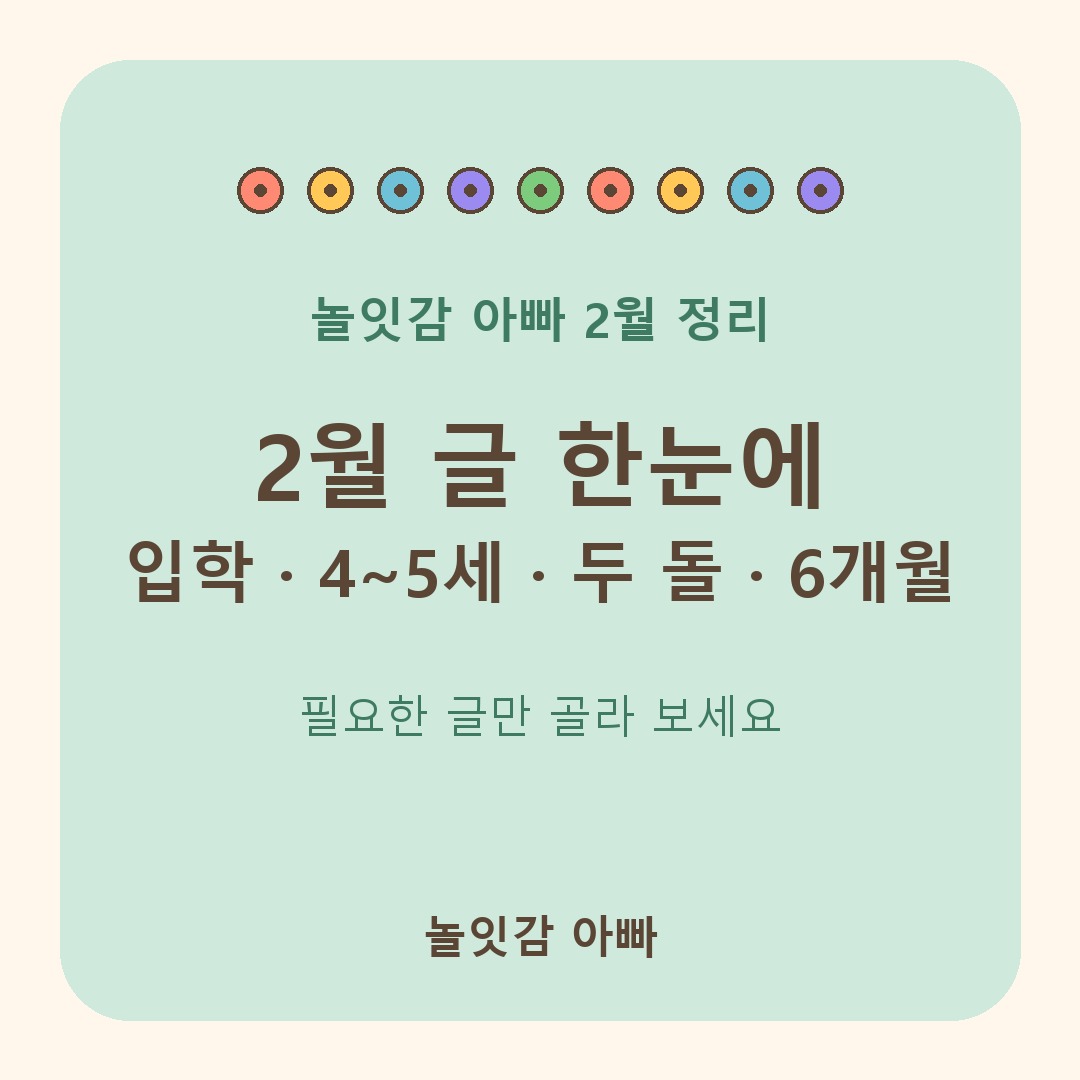 놀잇감 아빠 2월 정리
2월 글 한눈에
입학 · 4~5세 · 두 돌 · 6개월
필요한 글만 골라 보세요
놀잇감 아빠